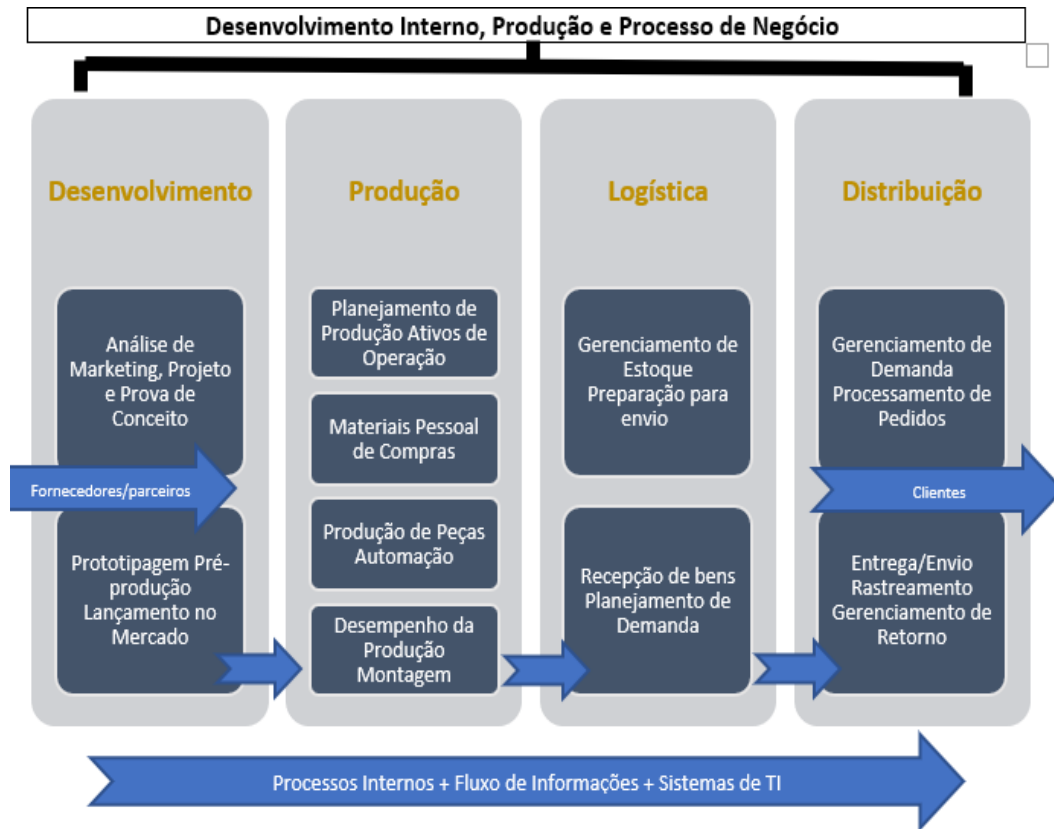 Desenvolvimento Interno, Produção e Processo de Negócio
Desenvolvimento
Análise de
Marketing, Projeto
e Prova de
Conceito
Fornecedores/parceiros
Prototipagem Pré-
produção
Lançamento no
Mercado
Produção
Planejamento de
Produção Ativos de
Operação
Materiais Pessoal
de Compras
Produção de Peças
Automação
Desempenho da
Produção
Montagem
Logística
Gerenciamento de
Estoque
Preparação para
envio
Recepção de bens
Planejamento de
Demanda
Distribuição
Gerenciamento de
Demanda
Processamento de
Pedidos
Clientes
Entrega/Envio
Rastreamento
Gerenciamento de
Retorno
Processos Internos + Fluxo de Informações + Sistemas de TI